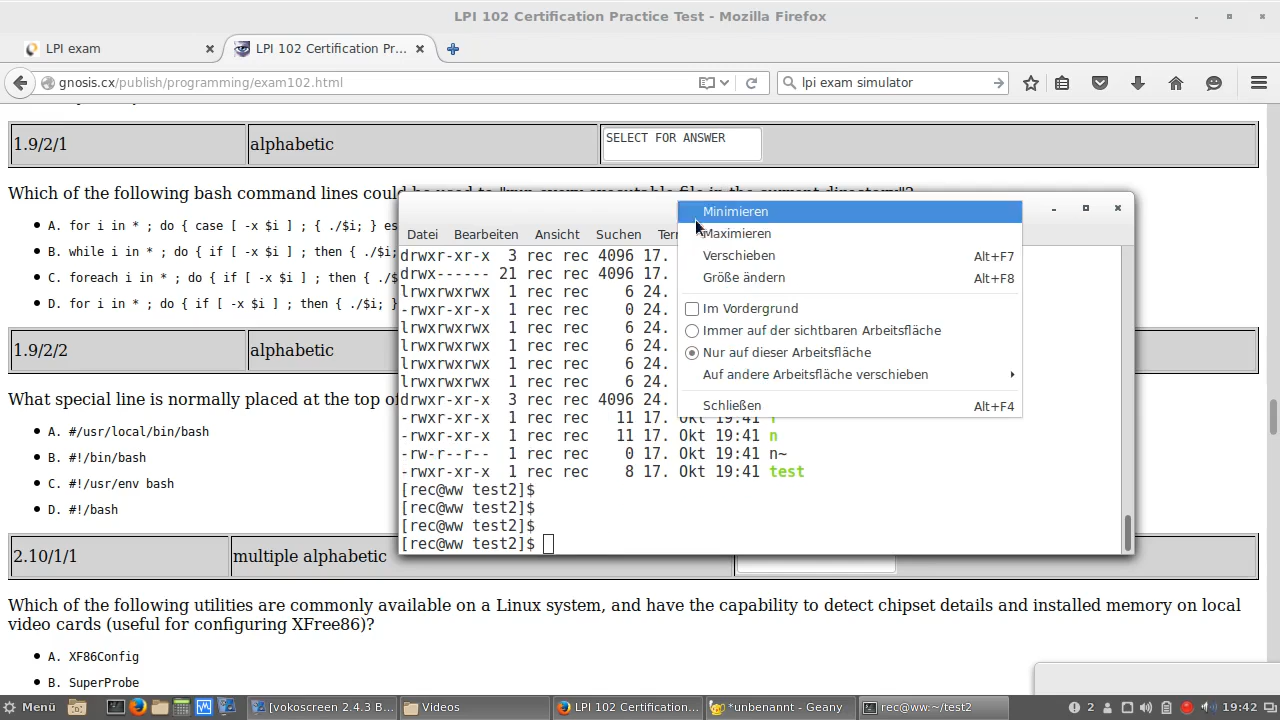 LPI 102 Certification Practice Test - Mozilla Firefox
LPI exam
LPI 102 Certification Pr...
gnosis.cx/publish/programming/exam102.html
lpi exam simulator
1.9/2/1
alphabetic
SELECT FOR ANSWER
Which of the following bash command lines could be used to "run every executable file in the current directory"?
A. for i in * ; do { case [ -x $i ] ; { ./$i; } es
B. while i in * ; do { if [ -x $i ] ; then { ./$i;
C. foreach i in * ; do { if [ -x $i ] ; then { ./$
D. for i in * ; do { if [ -x $i ] ; then { ./$i; }
1.9/2/2
alphabetic
What special line is normally placed at the top of
A. #/usr/local/bin/bash
B. #!/bin/bash
C. #!/usr/env bash
D. #!/bash
2.10/1/1
multiple alphabetic
Which of the following utilities are commonly available on a Linux system, and have the capability to detect chipset details and installed memory on local
video cards (useful for configuring XFree86)?
A. XF86Config
B. SuperProbe
Datei Bearbeiten Ansicht Suchen Ter
drwxr-xr-x 3 rec rec 4096 17.
drwx------ 21 rec rec 4096 17.
lrwxrwxrwx 1 rec rec 6 24.
-rwxr-xr-x 1 rec rec 0 24.
lrwxrwxrwx 1 rec rec 6 24.
lrwxrwxrwx 1 rec rec 6 24.
lrwxrwxrwx 1 rec rec 6 24.
lrwxrwxrwx 1 rec rec 6 24.
drwxr-xr-x 3 rec rec 4096 24.
-rwxr-xr-x 1 rec rec 11 17. Okt 19:41
-rwxr-xr-x 1 rec rec 11 17. Okt 19:41 n
-rw-r--r-- 1 rec rec 0 17. Okt 19:41 n~
-rwxr-xr-x 1 rec rec 8 17. Okt 19:41 test
[rec@ww test2]$
[rec@ww test2]$
[rec@ww test2]$
[rec@ww test2]$
Minimieren
Maximieren
Verschieben Alt+F7
Größe ändern Alt+F8
Im Vordergrund
Immer auf der sichtbaren Arbeitsfläche
Nur auf dieser Arbeitsfläche
Auf andere Arbeitsfläche verschieben
Schließen Alt+F4
Menü
[vokoscreen 2.4.3 B...
Videos
LPI 102 Certification...
*unbenannt - Geany
rec@ww:~/test2
2
19:42